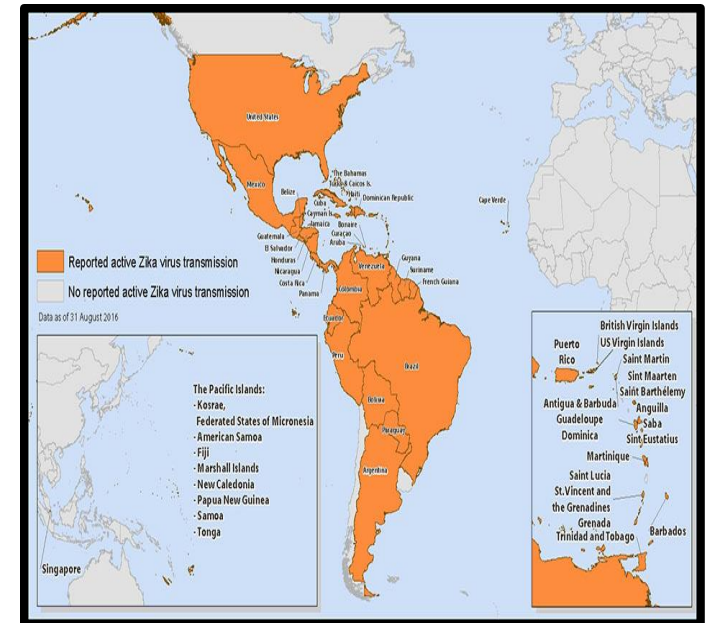 United States
Mexico
The Bahamas
Turks & Caicos Is.
Belize
Haiti
Dominican Republic
Cuba
Cayman Is.
Jamaica
Bonaire
Curaçao
Aruba
Cape Verde
Guatemala
El Salvador
Honduras
Nicaragua
Costa Rica
Panama
Venezuela
Guyana
Suriname
French Guiana
Colombia
Ecuador
Peru
Brazil
Bolivia
Paraguay
Argentina
Reported active Zika virus transmission
No reported active Zika virus transmission
Data as of 31 August 2016
The Pacific Islands:
- Kosrae,
Federated States of Micronesia
- American Samoa
- Fiji
- Marshall Islands
- New Caledonia
- Papua New Guinea
- Samoa
- Tonga
Singapore
British Virgin Islands
US Virgin Islands
Puerto
Rico
Saint Martin
Sint Maarten
Saint Barthélemy
Anguilla
Antigua & Barbuda
Saba
Guadeloupe
Dominica
Sint Eustatius
Martinique
Saint Lucia
St. Vincent and
the Grenadines
Grenada
Barbados
Trinidad and Tobago